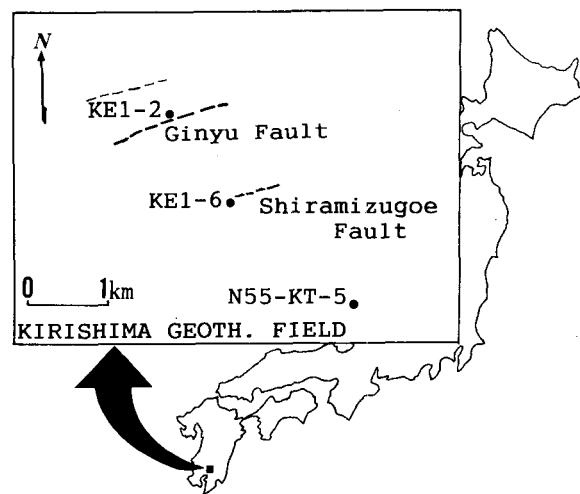 N
KE1-2
Ginyu Fault
KE1-6
Shiramizugoe
Fault
0 1km
N55-KT-5
KIRISHIMA GEOTH. FIELD